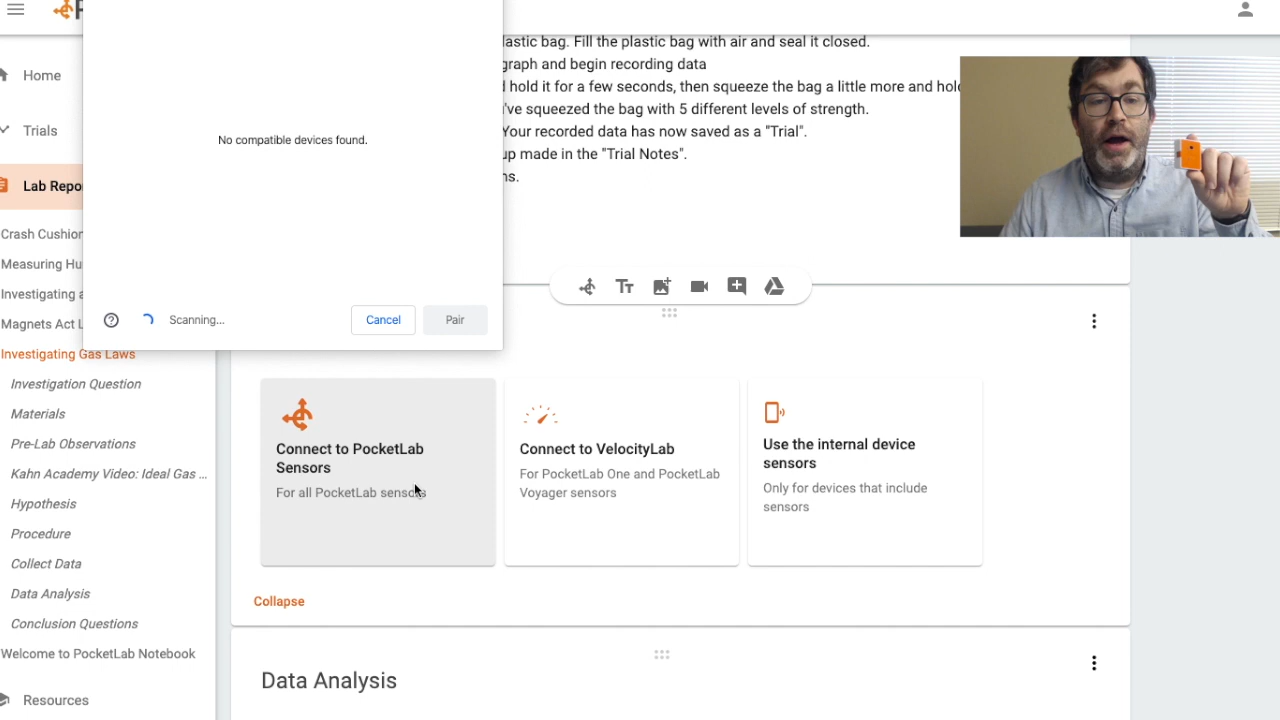 Home
Trials
Lab Repo
Crash Cushion
Measuring Hu
Investigating a
Magnets Act L
Investigating Gas Laws
Investigation Question
Materials
Pre-Lab Observations
Kahn Academy Video: Ideal Gas ...
Hypothesis
Procedure
Collect Data
Data Analysis
Conclusion Questions
Welcome to PocketLab Notebook
Resources
No compatible devices found.
Scanning...
Cancel
Pair
lastic bag. Fill the plastic bag with air and seal it closed.
graph and begin recording data
hold it for a few seconds, then squeeze the bag a little more and hol
've squeezed the bag with 5 different levels of strength.
Your recorded data has now saved as a "Trial".
up made in the "Trial Notes".
ns.
Connect to PocketLab
Sensors
For all PocketLab sensors
Connect to VelocityLab
For PocketLab One and PocketLab
Voyager sensors
Use the internal device
sensors
Only for devices that include
sensors
Collapse
Data Analysis